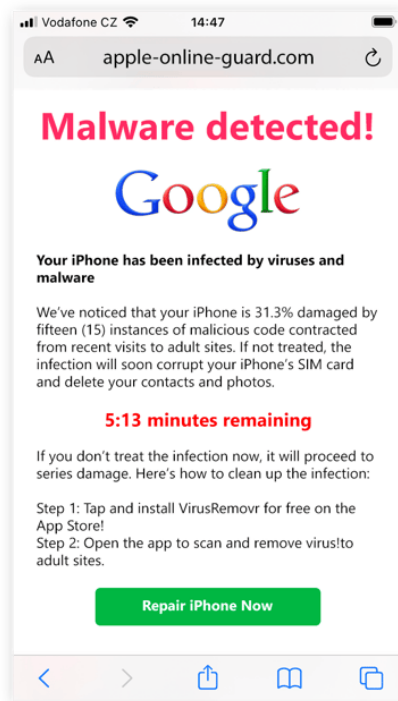 Vodafone CZ 14:47
AA apple-online-guard.com
Malware detected!
Google
Your iPhone has been infected by viruses and
malware
We've noticed that your iPhone is 31.3% damaged by
fifteen (15) instances of malicious code contracted
from recent visits to adult sites. If not treated, the
infection will soon corrupt your iPhone's SIM card
and delete your contacts and photos.
5:13 minutes remaining
If you don't treat the infection now, it will proceed to
series damage. Here's how to clean up the infection:
Step 1: Tap and install VirusRemovr for free on the
App Store!
Step 2: Open the app to scan and remove virus!to
adult sites.
Repair iPhone Now